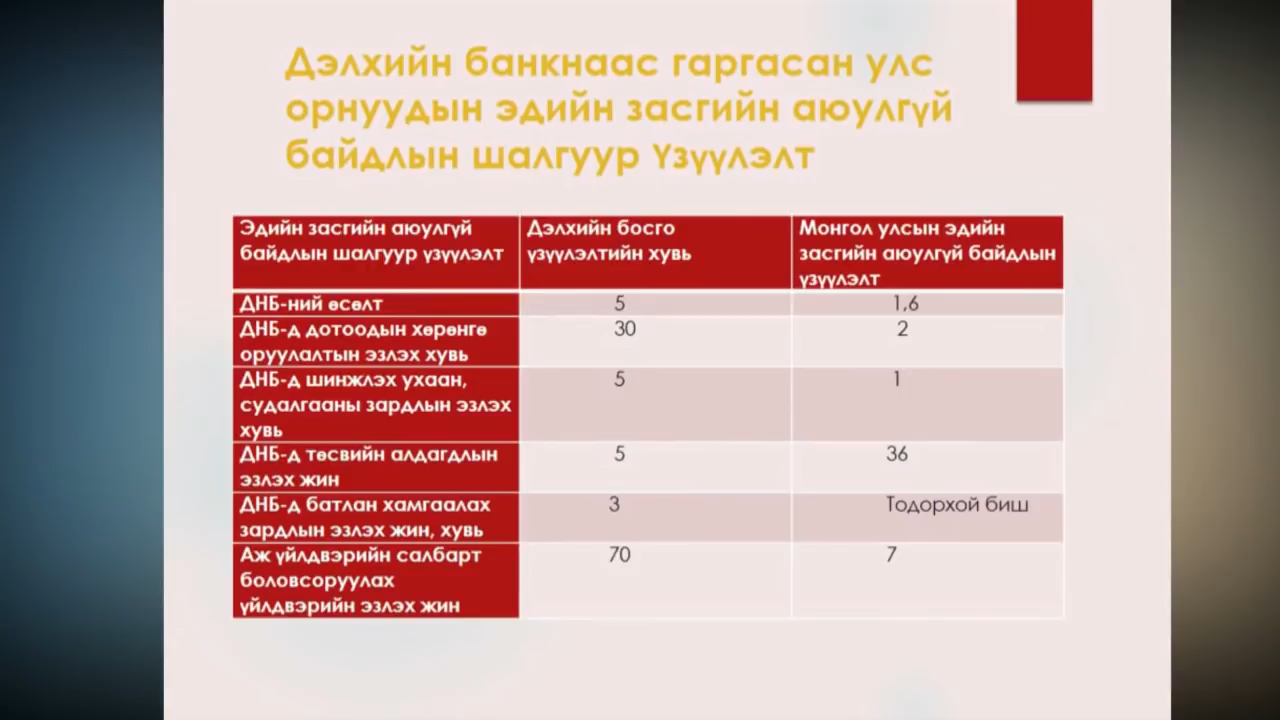 Дэлхийн банкнаас гаргасан улс
орнуудын эдийн засгийн аюулгүй
байдлын шалгуур Үзүүлэлт
Эдийн засгийн аюулгүй
байдлын шалгуур үзүүлэлт
Дэлхийн босго
үзүүлэлтийн хувь
Монгол улсын эдийн
засгийн аюулгүй байдлын
үзүүлэлт
ДНБ-ний өсөлт
5
1,6
ДНБ-д дотоодын хөрөнгө
оруулалтын эзлэх хувь
30
2
ДНБ-д шинжлэх ухаан,
судалгааны зардлын эзлэх
хувь
5
1
ДНБ-д төсвийн алдагдлын
эзлэх жин
5
36
ДНБ-д батлан хамгаалах
зардлын эзлэх жин, хувь
3
Тодорхой биш
Аж үйлдвэрийн салбарт
боловсоруулах
үйлдвэрийн эзлэх жин
70
7